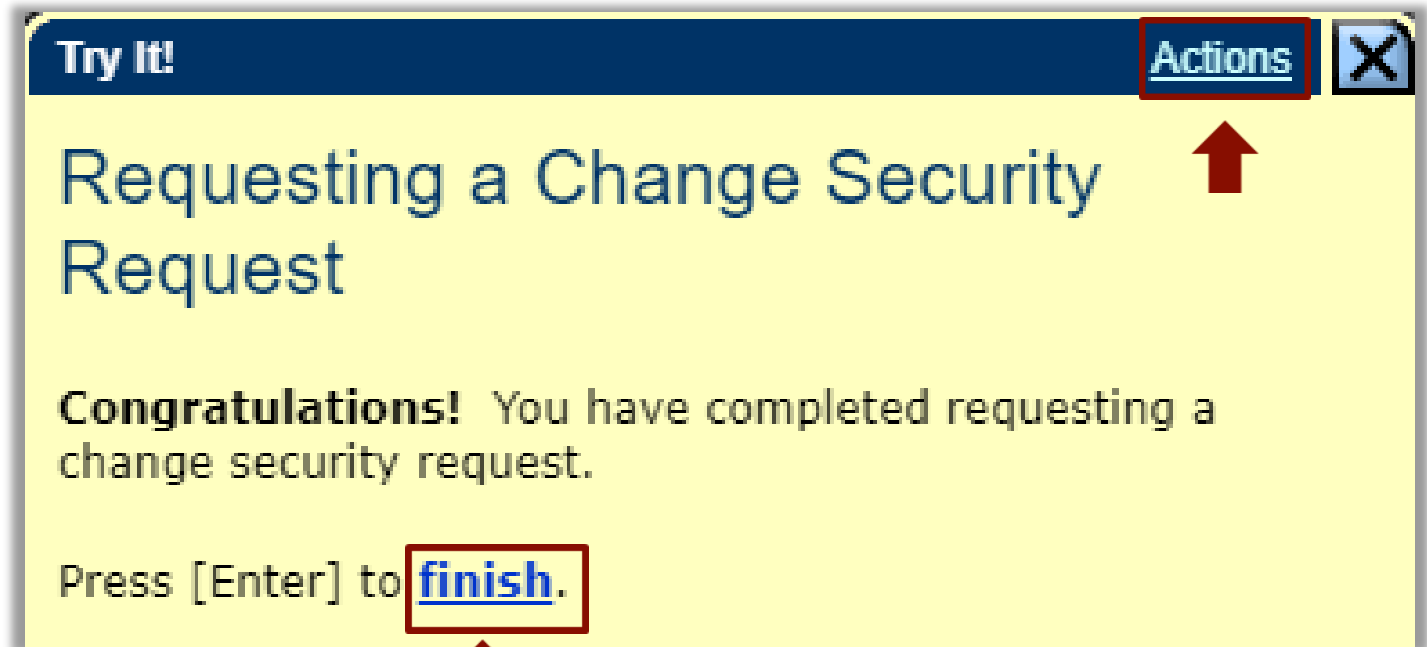 Try It! Actions
Requesting a Change Security
Request
Congratulations! You have completed requesting a
change security request.
Press [Enter] to finish.